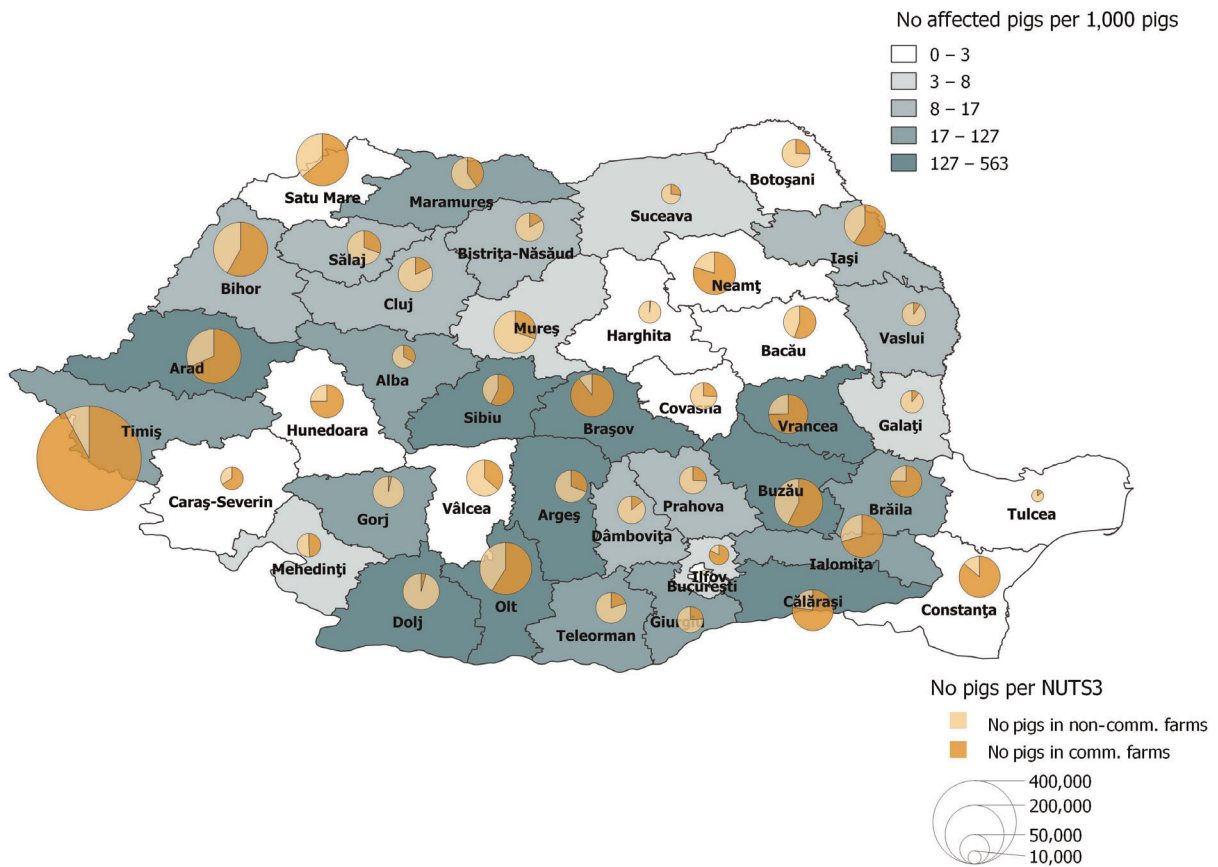 No affected pigs per 1,000 pigs
0 – 3
3 – 8
8 – 17
17 – 127
127 – 563
Botoşani
Satu Mare
Maramureş
Suceava
Bistriţa-Năsăud
Sălaj
Iaşi
Bihor
Neamţ
Cluj
Mureş
Harghita
Vaslui
Bacău
Arad
Alba
Covasna
Sibiu
Braşov
Vrancea
Galaţi
Timiş
Hunedoara
Buzău
Caraş-Severin
Vâlcea
Argeş
Prahova
Brăila
Tulcea
Gorj
Dâmboviţa
Mehedinţi
Ialomiţa
Ilfov
Bucureşti
Călăraşi
Olt
Constanţa
Dolj
Giurgiu
Teleorman
No pigs per NUTS3
No pigs in non-comm. farms
No pigs in comm. farms
400,000
200,000
50,000
10,000